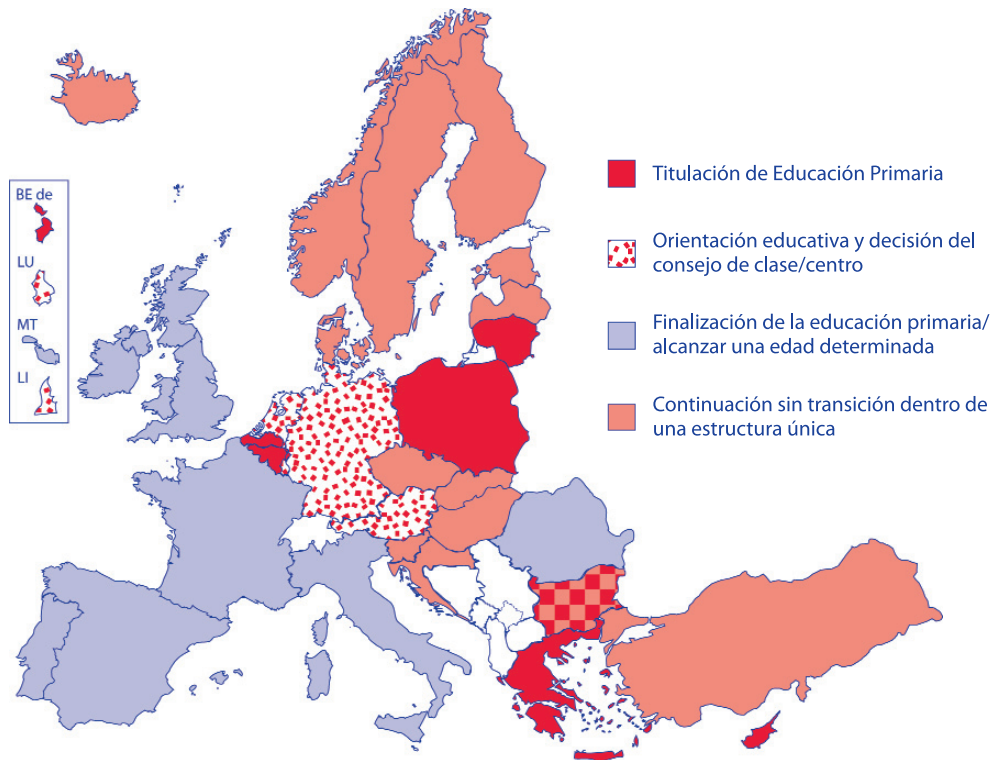 BE de
LU
MT
LI
Titulación de Educación Primaria
Orientación educativa y decisión del
consejo de clase/centro
Finalización de la educación primaria/
alcanzar una edad determinada
Continuación sin transición dentro de
una estructura única